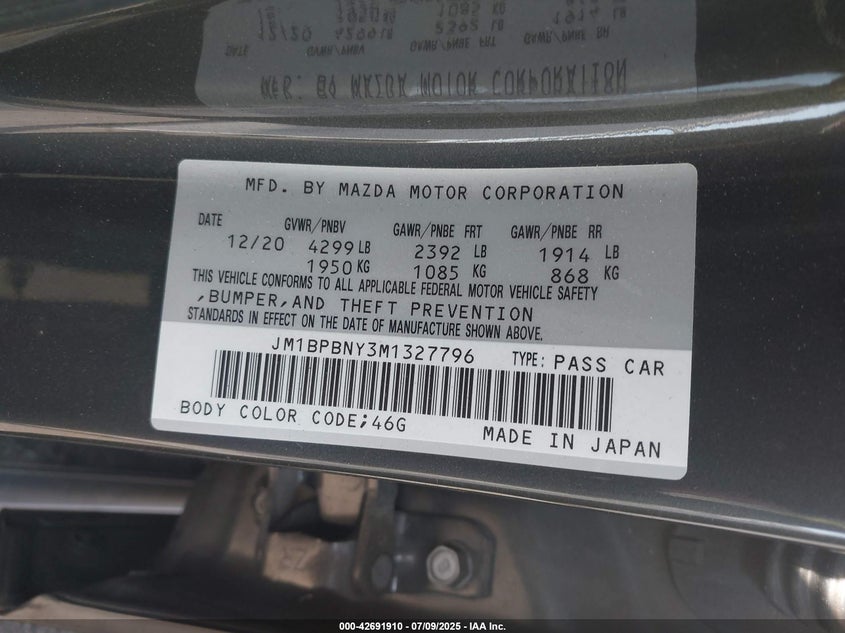 MFD. BY MAZDA MOTOR CORPORATION
DATE GVWR/PNBV GAWR/PNBE FRT GAWR/PNBE RR
12/20 4299 LB 2392 LB 1914 LB
1950 KG 1085 KG 868 KG
THIS VEHICLE CONFORMS TO ALL APPLICABLE FEDERAL MOTOR VEHICLE SAFETY
,BUMPER,AND THEFT PREVENTION
STANDARDS IN EFFECT ON THE DATE OF MANUFACTURE SHOWN ABOVE.
JM1BPBNY3M1327796 TYPE: PASS CAR
BODY COLOR CODE;46G
MADE IN JAPAN
000-42691910 - 07/09/2025 - IAA Inc.